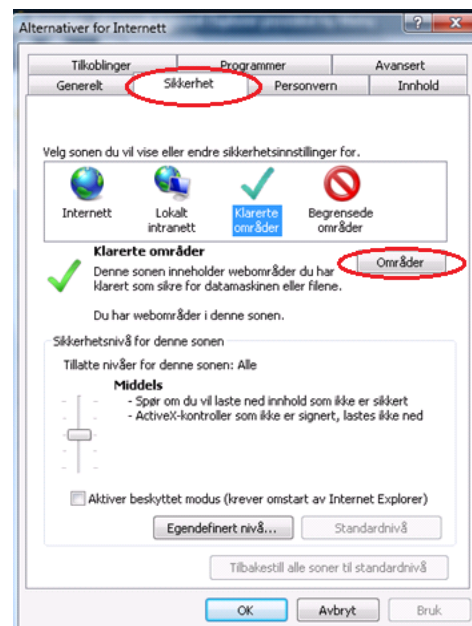 Alternativer for Internett
Tilkoblinger Programmer Avansert
Generelt Sikkerhet Personvern Innhold
Velg sonen du vil vise eller endre sikkerhetsinnstillinger for.
Internett Lokalt intranett Klarerte områder Begrensede områder
Klarerte områder
Områder
Denne sonen inneholder webområder du har
klarert som sikre for datamaskinen eller filene.
Du har webområder i denne sonen.
Sikkerhetsnivå for denne sonen
Tillatte nivåer for denne sonen: Alle
Middels
- Spør om du vil laste ned innhold som ikke er sikkert
- ActiveX-kontroller som ikke er signert, lastes ikke ned
Aktiver beskyttet modus (krever omstart av Internet Explorer)
Egendefinert nivå... Standardnivå
Tilbakestill alle soner til standardnivå
OK Avbryt Bruk